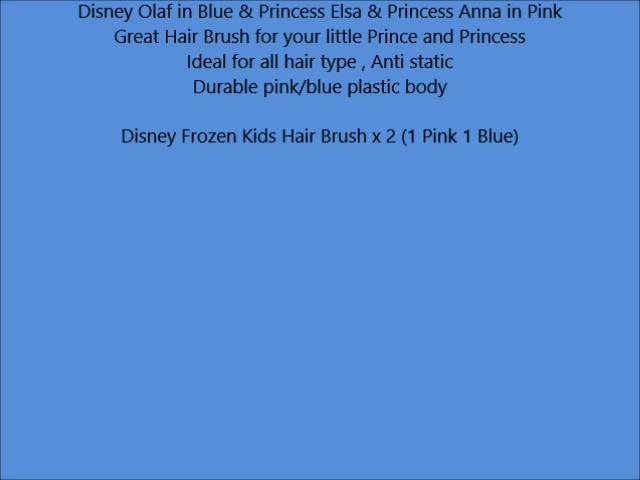 Disney Olaf in Blue & Princess Elsa & Princess Anna in Pink
Great Hair Brush for your little Prince and Princess
Ideal for all hair type , Anti static
Durable pink/blue plastic body
Disney Frozen Kids Hair Brush x 2 (1 Pink 1 Blue)